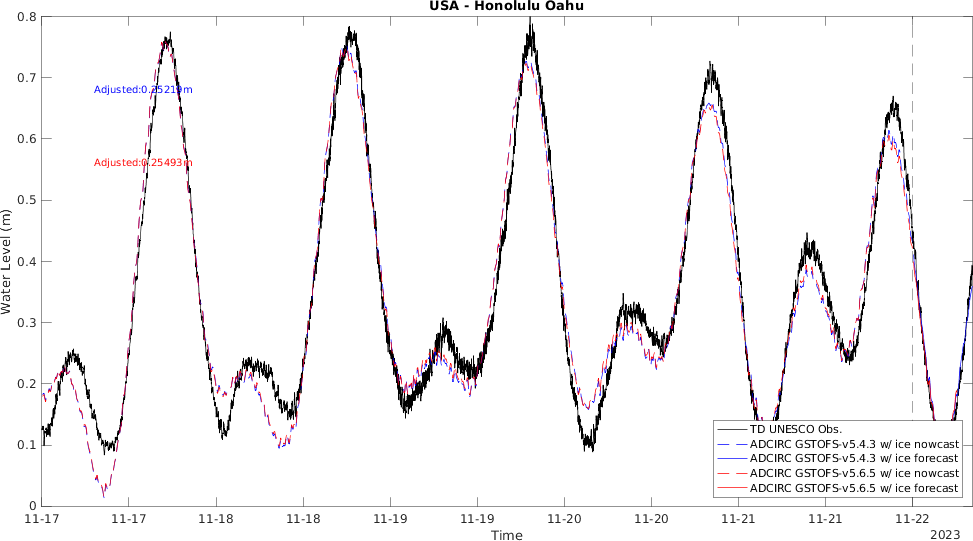 USA - Honolulu Oahu
0.8
0.7
0.6
0.5
0.4
0.3
0.2
0.1
0
Water Level (m)
Adjusted:0.25219m
Adjusted:0.25493m
TD UNESCO Obs.
ADCIRC GSTOFS-v5.4.3 w/ ice nowcast
ADCIRC GSTOFS-v5.4.3 w/ ice forecast
ADCIRC GSTOFS-v5.6.5 w/ ice nowcast
ADCIRC GSTOFS-v5.6.5 w/ ice forecast
11-17 11-17 11-18 11-18 11-19 11-19 11-20 11-20 11-21 11-21 11-22
Time
2023